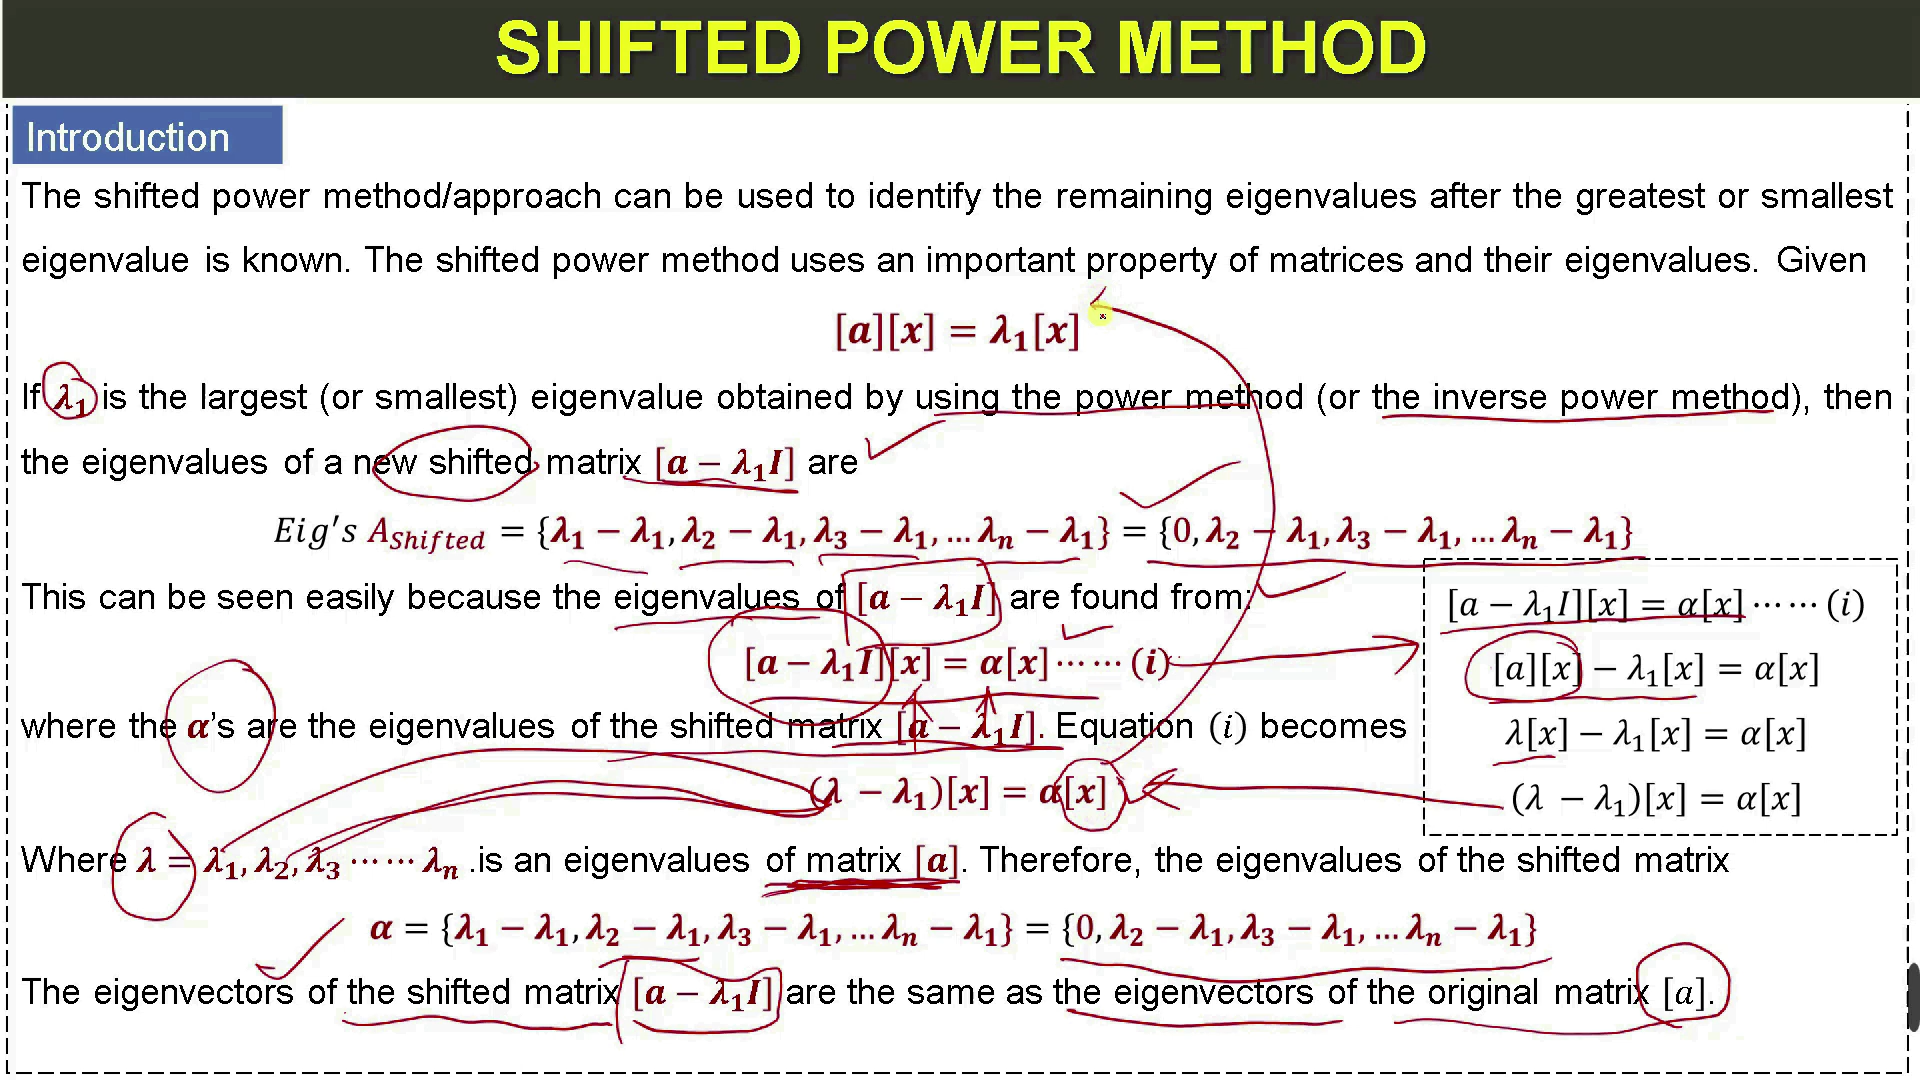 SHIFTED POWER METHOD
Introduction
The shifted power method/approach can be used to identify the remaining eigenvalues after the greatest or smallest
eigenvalue is known. The shifted power method uses an important property of matrices and their eigenvalues. Given
[a][x] = λ₁[x]
If λ₁ is the largest (or smallest) eigenvalue obtained by using the power method (or the inverse power method), then
the eigenvalues of a new shifted matrix [a − λ₁I] are
Eig's A_Shifted = {λ₁ − λ₁, λ₂ − λ₁, λ₃ − λ₁, … λₙ − λ₁} = {0, λ₂ − λ₁, λ₃ − λ₁, … λₙ − λ₁}
This can be seen easily because the eigenvalues of [a − λ₁I] are found from:
[a − λ₁I][x] = α[x] ⋯⋯ (i)
where the α's are the eigenvalues of the shifted matrix [a − λ₁I]. Equation (i) becomes
(λ − λ₁)[x] = α[x]
Where λ = λ₁, λ₂, λ₃ ⋯⋯ λₙ .is an eigenvalues of matrix [a]. Therefore, the eigenvalues of the shifted matrix
α = {λ₁ − λ₁, λ₂ − λ₁, λ₃ − λ₁, … λₙ − λ₁} = {0, λ₂ − λ₁, λ₃ − λ₁, … λₙ − λ₁}
The eigenvectors of the shifted matrix [a − λ₁I] are the same as the eigenvectors of the original matrix [a].
[a − λ₁I][x] = α[x] ⋯⋯ (i)
[a][x] − λ₁[x] = α[x]
λ[x] − λ₁[x] = α[x]
(λ − λ₁)[x] = α[x]